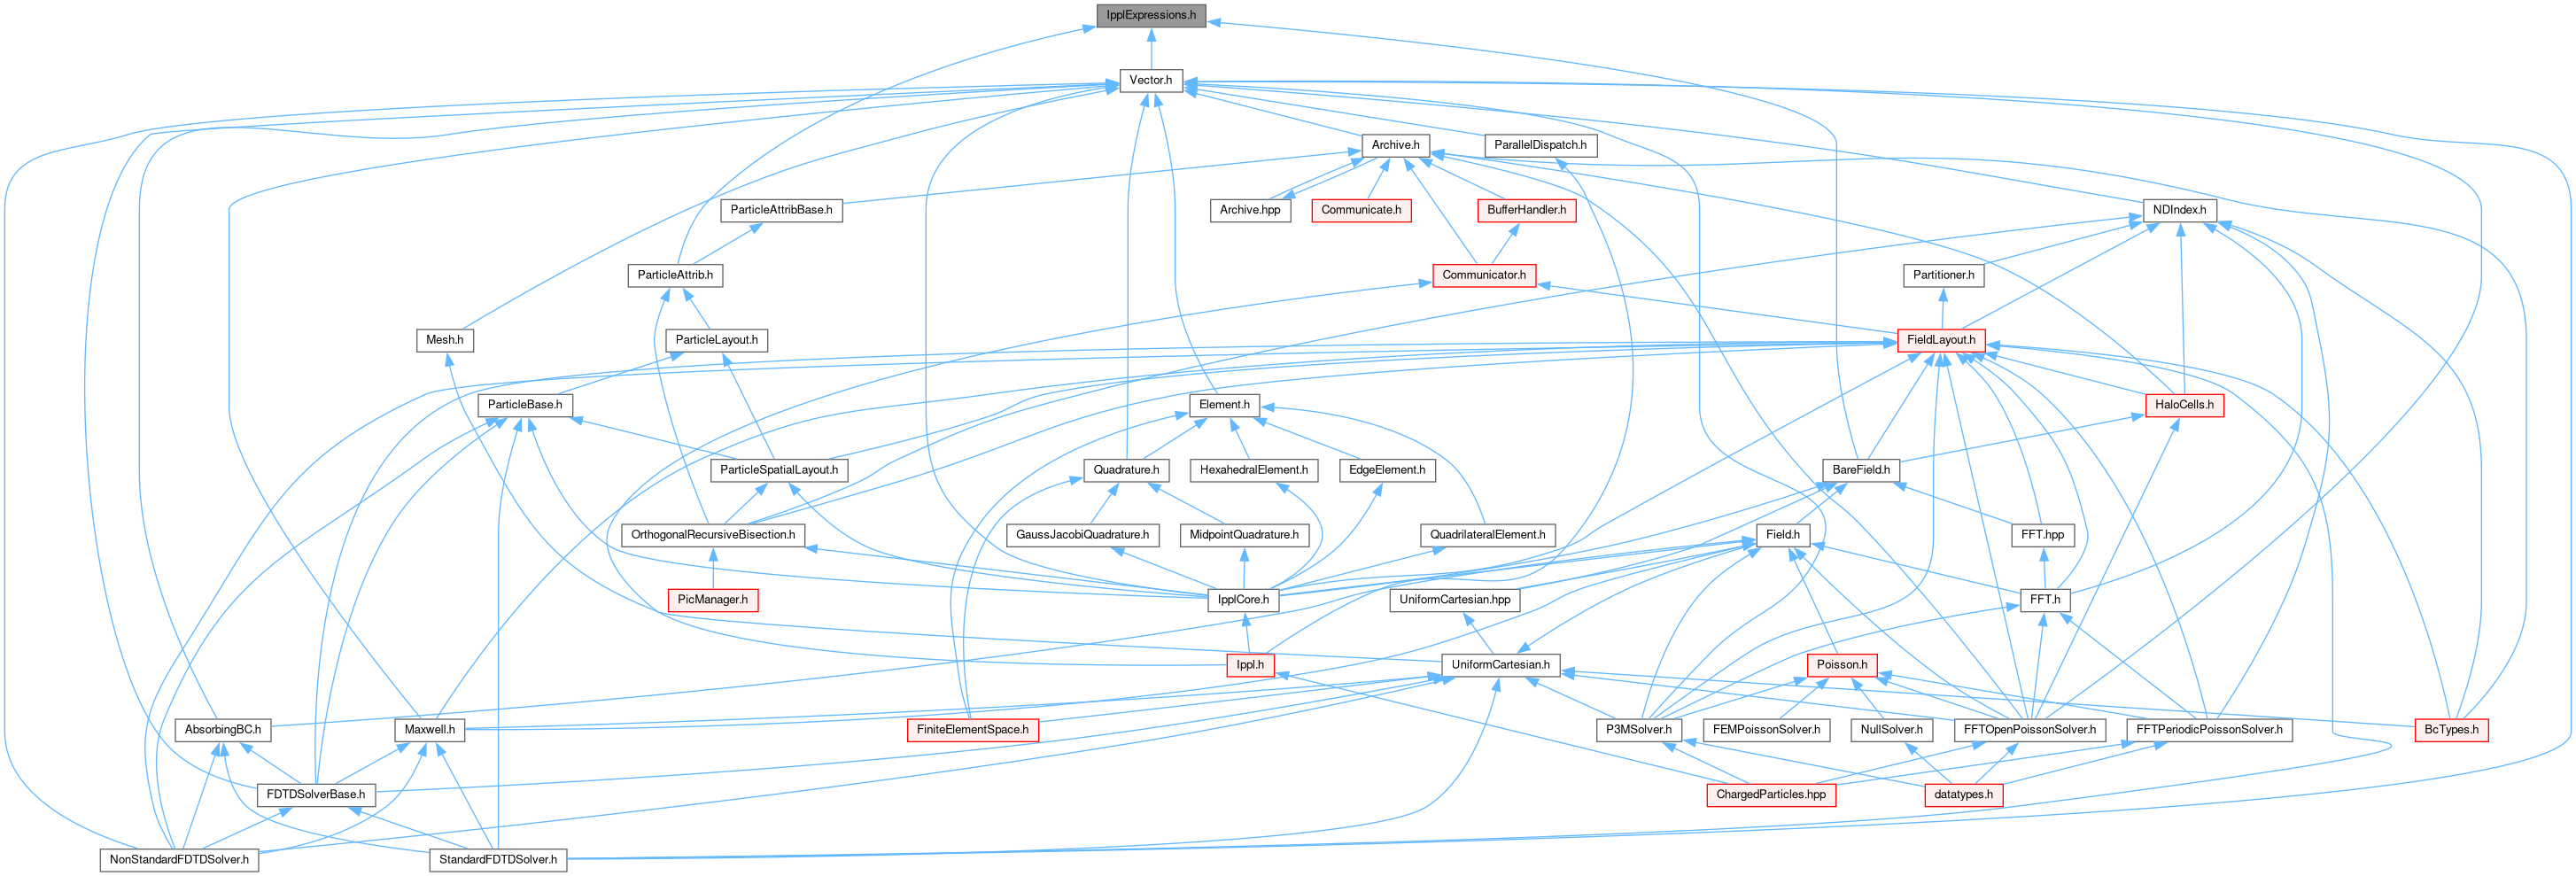 IpplExpressions.h
Vector.h
Archive.h
ParallelDispatch.h
ParticleAttribBase.h
Archive.hpp
Communicate.h
BufferHandler.h
NDIndex.h
ParticleAttrib.h
Communicator.h
Partitioner.h
Mesh.h
ParticleLayout.h
FieldLayout.h
ParticleBase.h
Element.h
HaloCells.h
ParticleSpatialLayout.h
Quadrature.h
HexahedralElement.h
EdgeElement.h
BareField.h
OrthogonalRecursiveBisection.h
GaussJacobiQuadrature.h
MidpointQuadrature.h
QuadrilateralElement.h
Field.h
FFT.hpp
PicManager.h
IpplCore.h
UniformCartesian.hpp
FFT.h
Ippl.h
UniformCartesian.h
Poisson.h
AbsorbingBC.h
Maxwell.h
FiniteElementSpace.h
P3MSolver.h
FEMPoissonSolver.h
NullSolver.h
FFTOpenPoissonSolver.h
FFTPeriodicPoissonSolver.h
BcTypes.h
FDTDSolverBase.h
ChargedParticles.hpp
datatypes.h
NonStandardFDTDSolver.h
StandardFDTDSolver.h